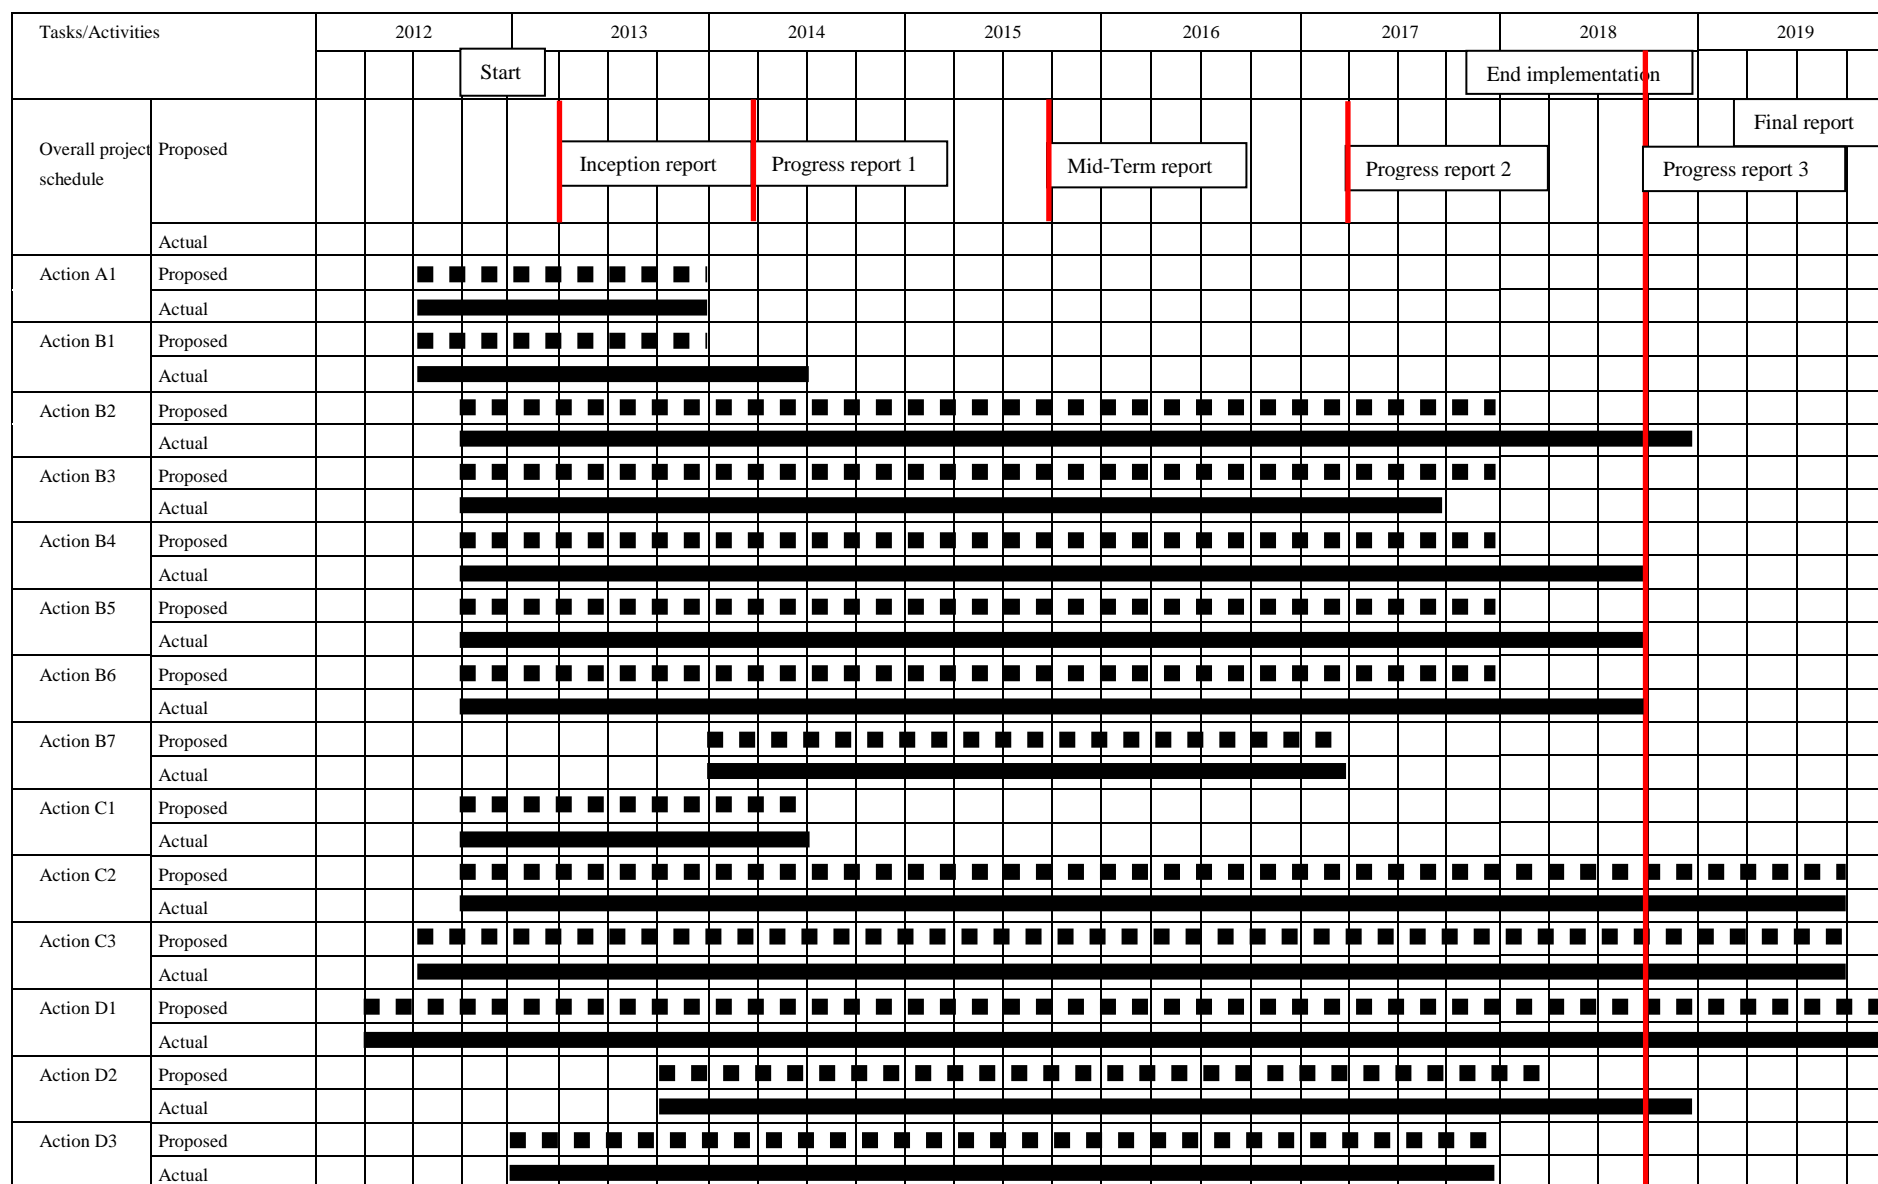 Tasks/Activities 2012 2013 2014 2015 2016 2017 2018 2019
Start End implementation
Final report
Overall project Proposed
schedule
Inception report Progress report 1 Mid-Term report Progress report 2 Progress report 3
Actual
Action A1 Proposed
Actual
Action B1 Proposed
Actual
Action B2 Proposed
Actual
Action B3 Proposed
Actual
Action B4 Proposed
Actual
Action B5 Proposed
Actual
Action B6 Proposed
Actual
Action B7 Proposed
Actual
Action C1 Proposed
Actual
Action C2 Proposed
Actual
Action C3 Proposed
Actual
Action D1 Proposed
Actual
Action D2 Proposed
Actual
Action D3 Proposed
Actual